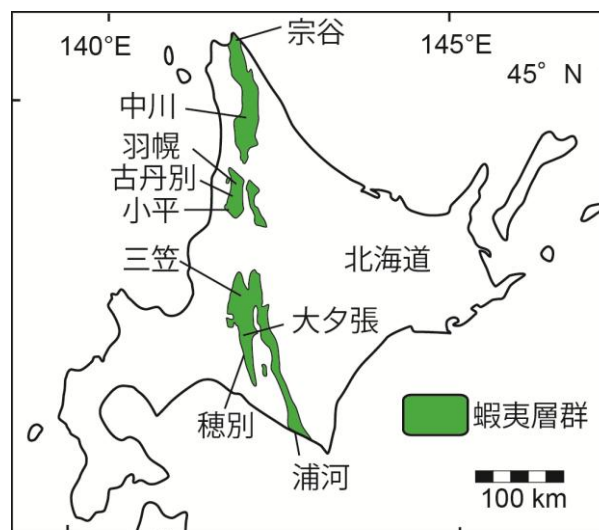 140°E
145°E
45° N
宗谷
中川
羽幌
古丹別
小平
三笠
北海道
大夕張
穂別
浦河
蝦夷層群
100 km